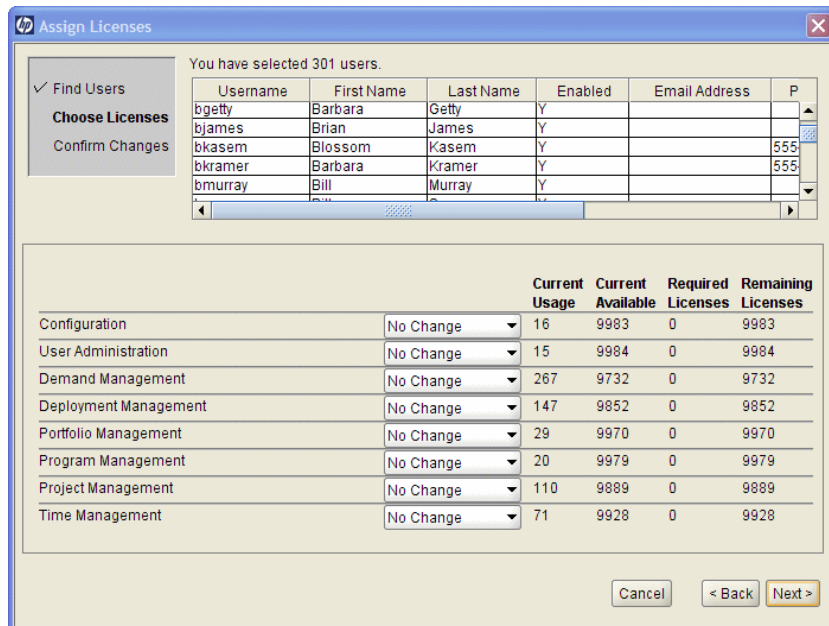 hp Assign Licenses
Find Users
Choose Licenses
Confirm Changes
You have selected 301 users.
Username First Name Last Name Enabled Email Address P
bgetty Barbara Getty Y
bjames Brian James Y
bkasem Blossom Kasem Y 555-
bkramer Barbara Kramer Y 555-
bmurray Bill Murray Y
Current Usage Current Available Required Licenses Remaining Licenses
Configuration No Change 16 9983 0 9983
User Administration No Change 15 9984 0 9984
Demand Management No Change 267 9732 0 9732
Deployment Management No Change 147 9852 0 9852
Portfolio Management No Change 29 9970 0 9970
Program Management No Change 20 9979 0 9979
Project Management No Change 110 9889 0 9889
Time Management No Change 71 9928 0 9928
Cancel < Back Next >